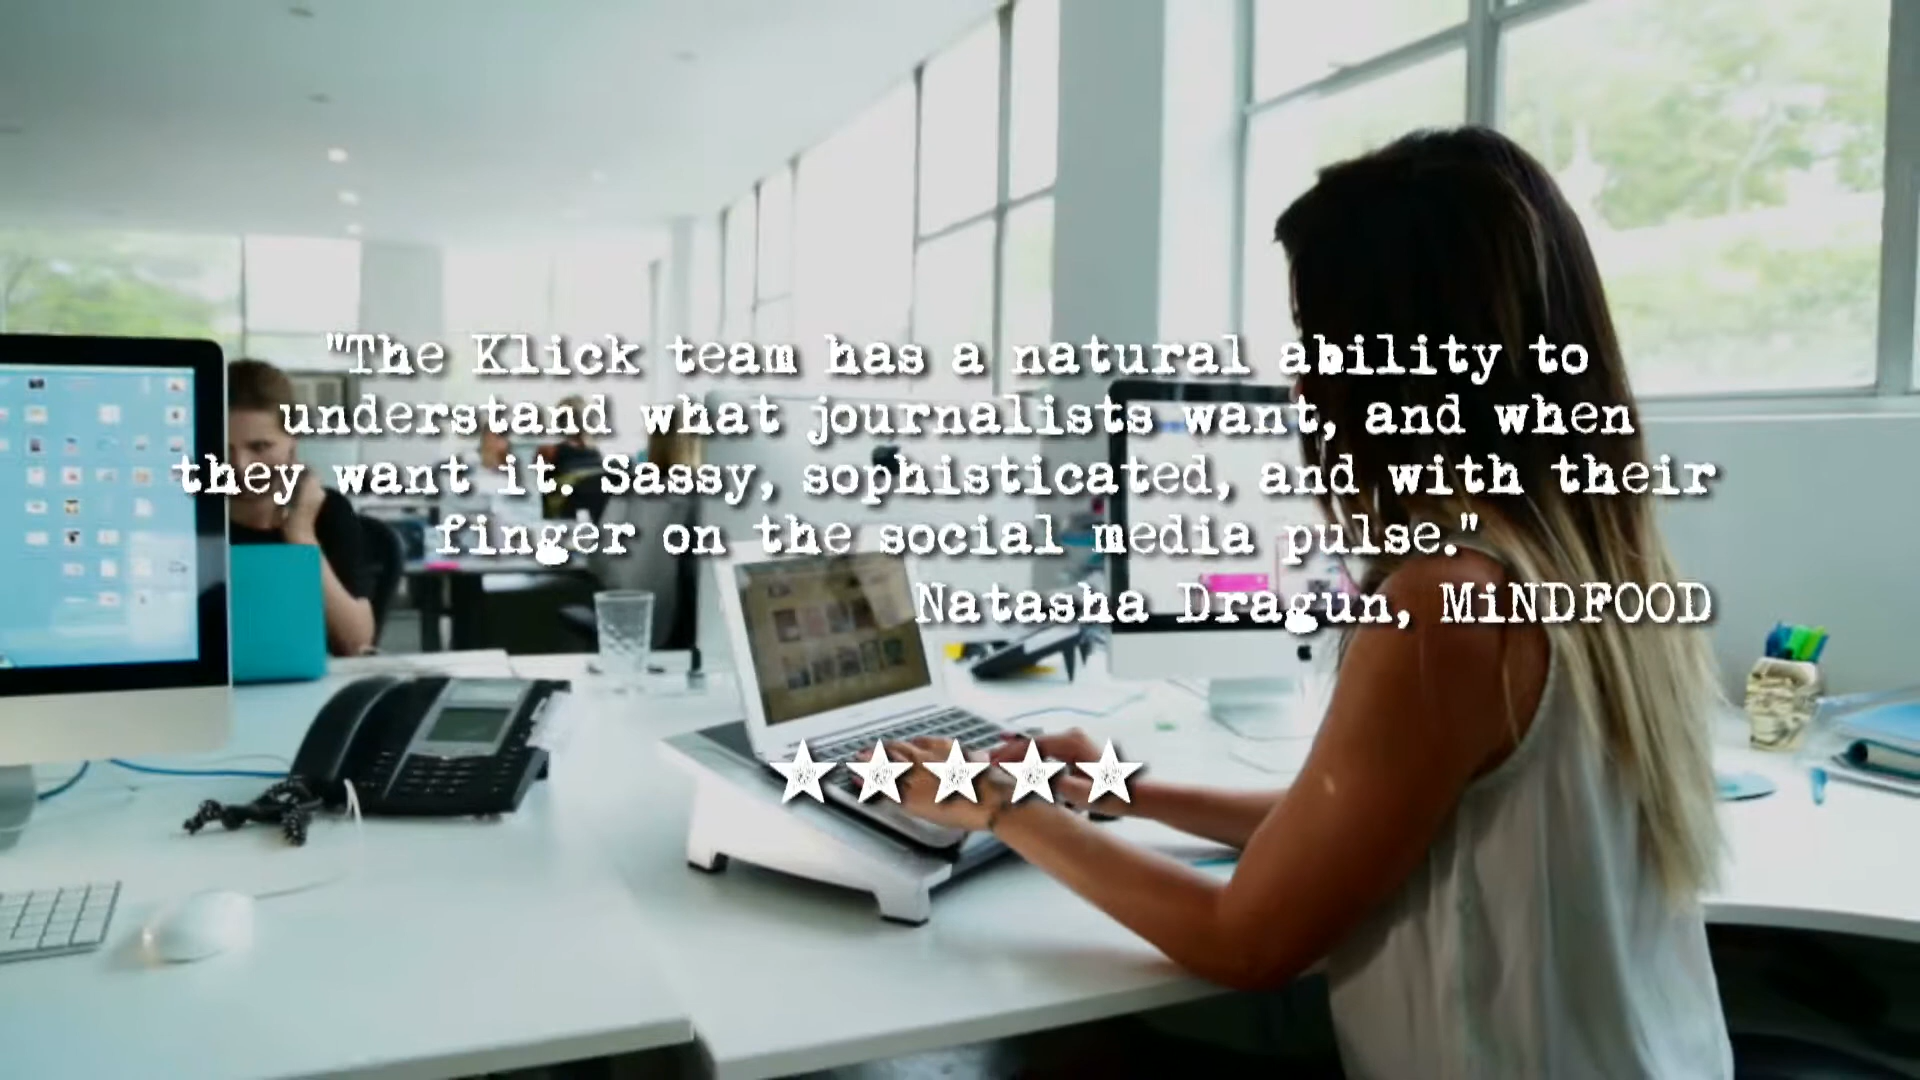 "The Klick team has a natural ability to
understand what journalists want, and when
they want it. Sassy, sophisticated, and with their
finger on the social media pulse."
Natasha Dragun, MiNDFOOD